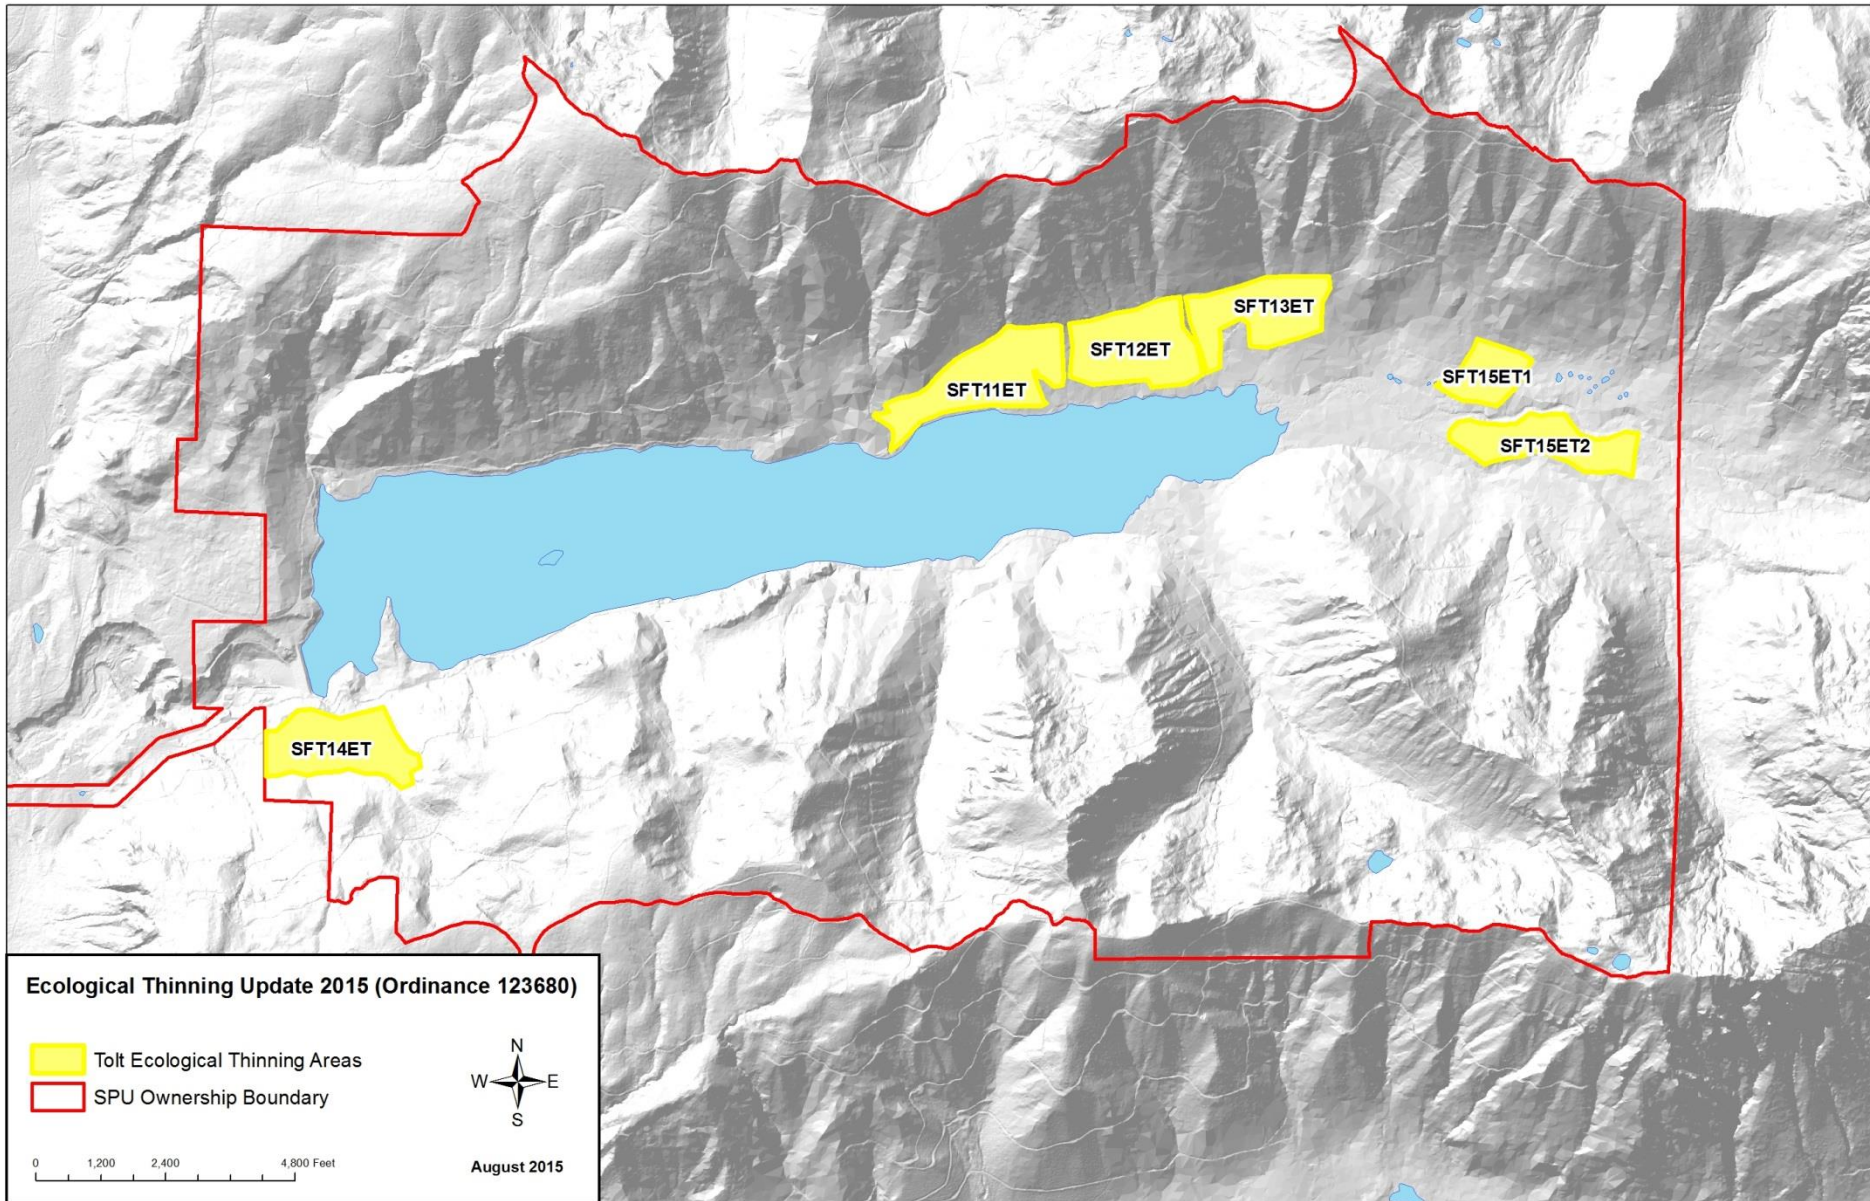 SFT13ET
SFT12ET
SFT11ET
SFT15ET1
SFT15ET2
SFT14ET
Ecological Thinning Update 2015 (Ordinance 123680)
Tolt Ecological Thinning Areas
SPU Ownership Boundary
N
W E
S
0 1,200 2,400 4,800 Feet
August 2015